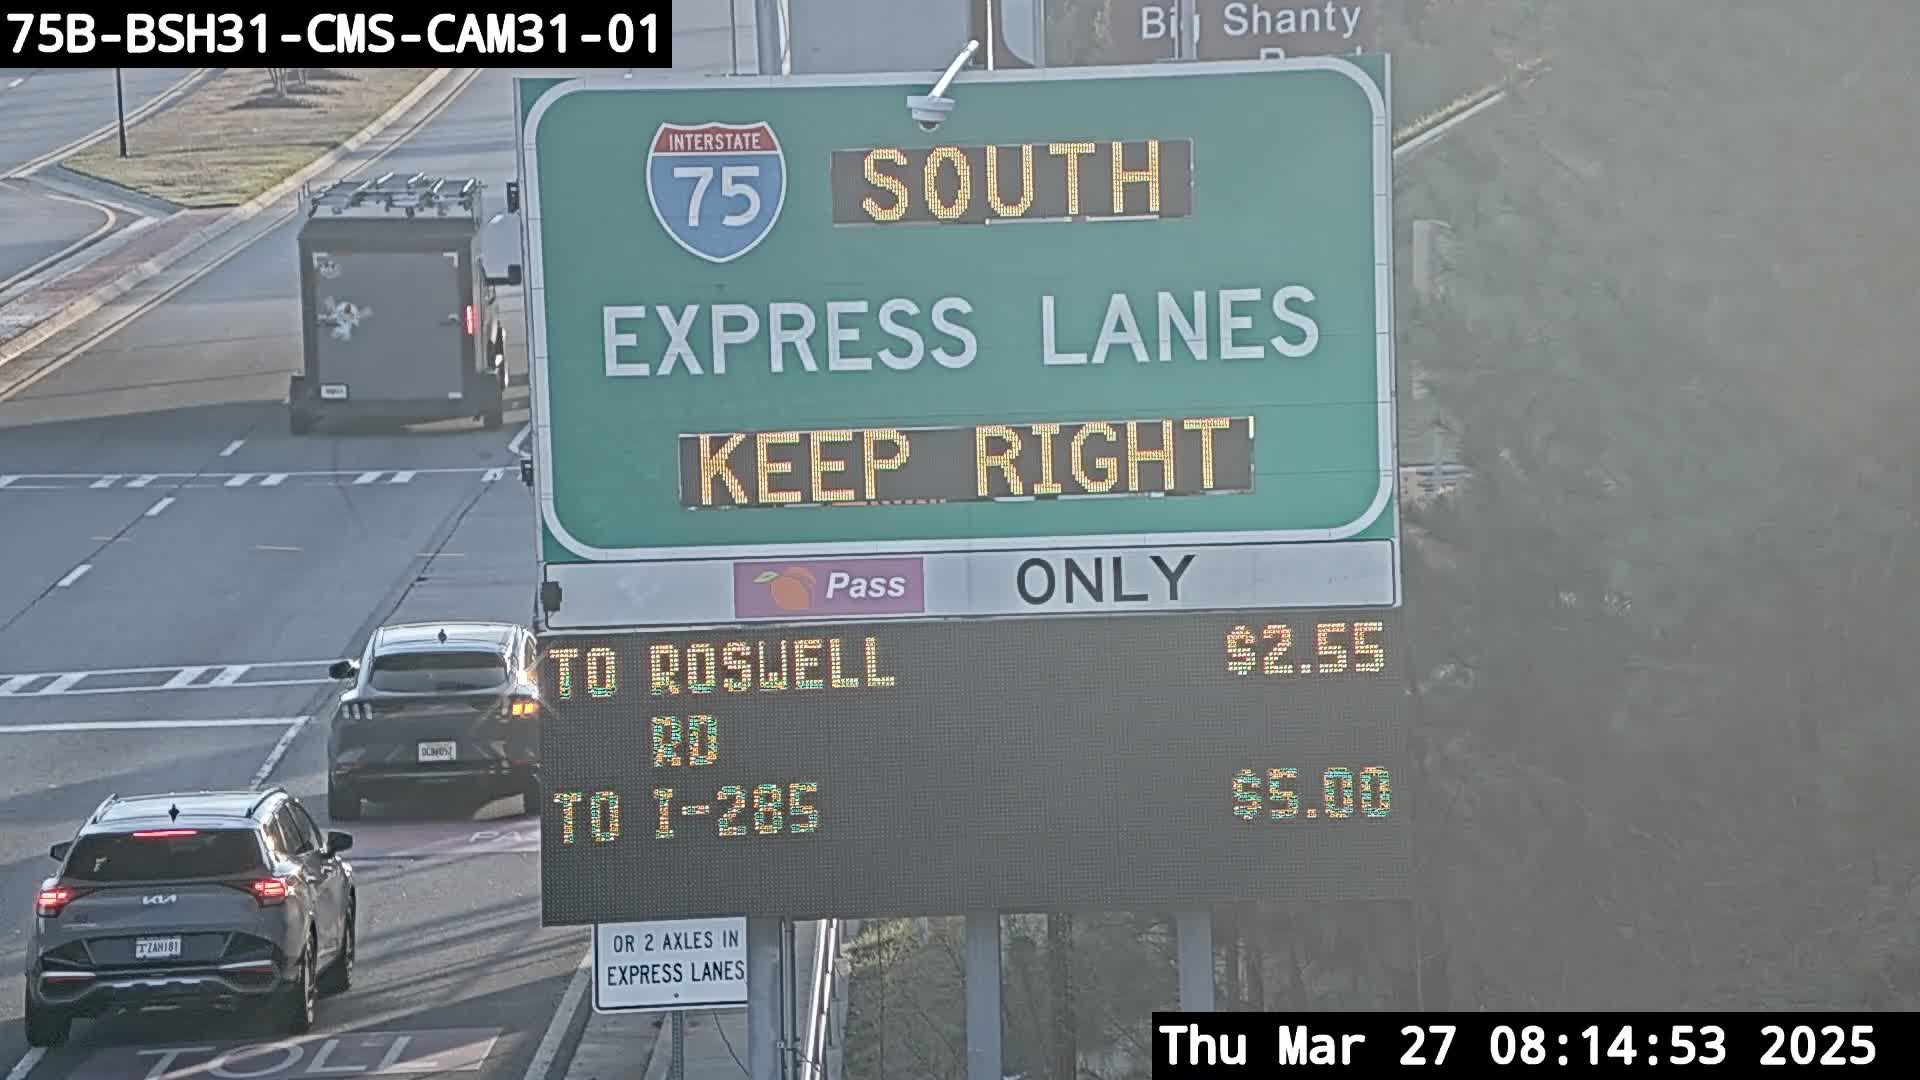 75B-BSH31-CMS-CAM31-01
Big Shanty
INTERSTATE
75
SOUTH
EXPRESS LANES
KEEP RIGHT
Pass
ONLY
TO ROSWELL $2.55
RD
TO I-285 $5.00
KIA
OR 2 AXLES IN
EXPRESS LANES
TOLL
Thu Mar 27 08:14:53 2025